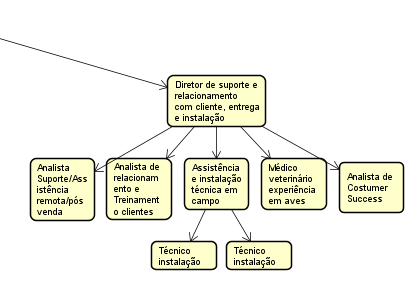 Diretor de suporte e
relacionamento
com cliente, entrega
e instalação
Analista
Suporte/Ass
istência
remota/pós
venda
Analista de
relacionam
ento e
Treinament
o clientes
Assistência
e instalação
técnica em
campo
Médico
veterinário
experiência
em aves
Analista de
Costumer
Success
Técnico
instalação
Técnico
instalação